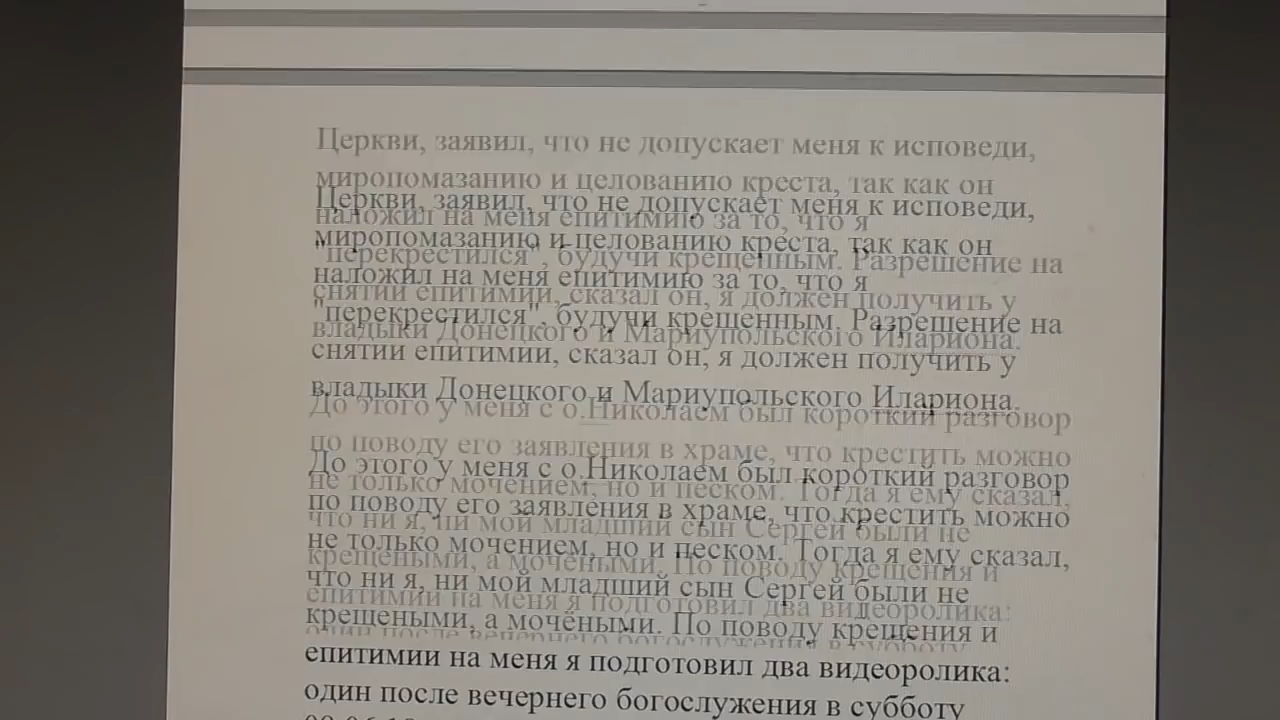 Церкви, заявил, что не допускает меня к исповеди,
миропомазанию и целованию креста, так как он
наложил на меня епитимию за то, что я
"перекрестился", будучи крещенным. Разрешение на
снятии епитимии, сказал он, я должен получить у
владыки Донецкого и Мариупольского Илариона.
До этого у меня с о.Николаем был короткий разговор
по поводу его заявления в храме, что крестить можно
не только мочением, но и песком. Тогда я ему сказал,
что ни я, ни мой младший сын Сергей были не
крещеными, а мочёными. По поводу крещения и
епитимии на меня я подготовил два видеоролика:
один после вечернего богослужения в субботу